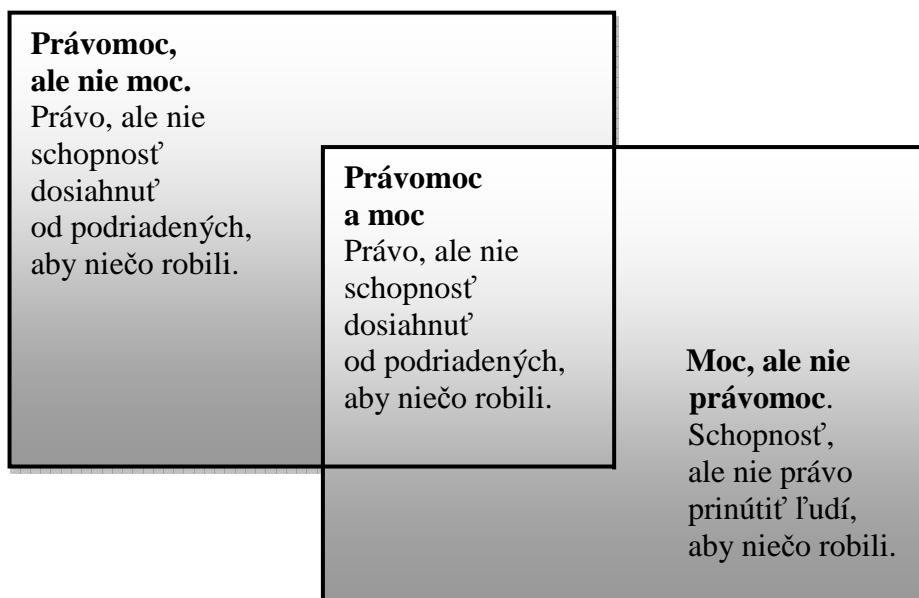 Právomoc,
ale nie moc.
Právo, ale nie
schopnosť
dosiahnuť
od podriadených,
aby niečo robili.
Právomoc
a moc
Právo, ale nie
schopnosť
dosiahnuť
od podriadených,
aby niečo robili.
Moc, ale nie
právomoc.
Schopnosť,
ale nie právo
prinútiť ľudí,
aby niečo robili.